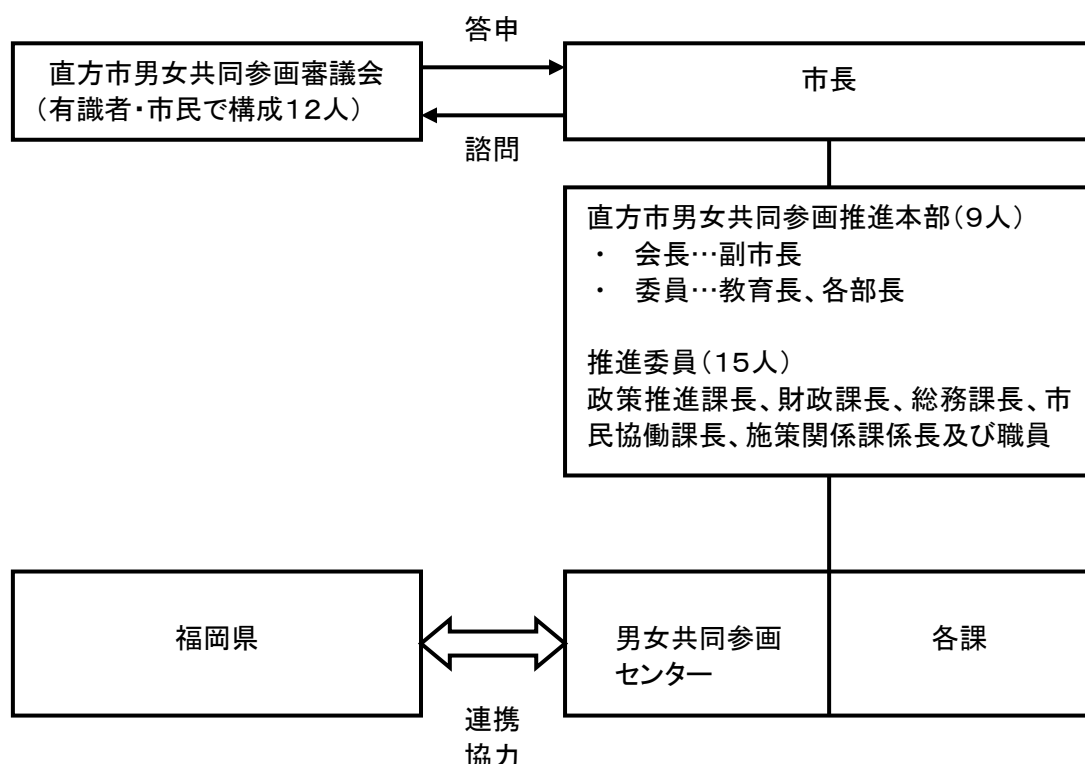 答申
直方市男女共同参画審議会
(有識者・市民で構成12人)
市長
諮問
直方市男女共同参画推進本部(9人)
・ 会長…副市長
・ 委員…教育長、各部長
推進委員(15人)
政策推進課長、財政課長、総務課長、市
民協働課長、施策関係課係長及び職員
福岡県
男女共同参画
センター
各課
連携
協力